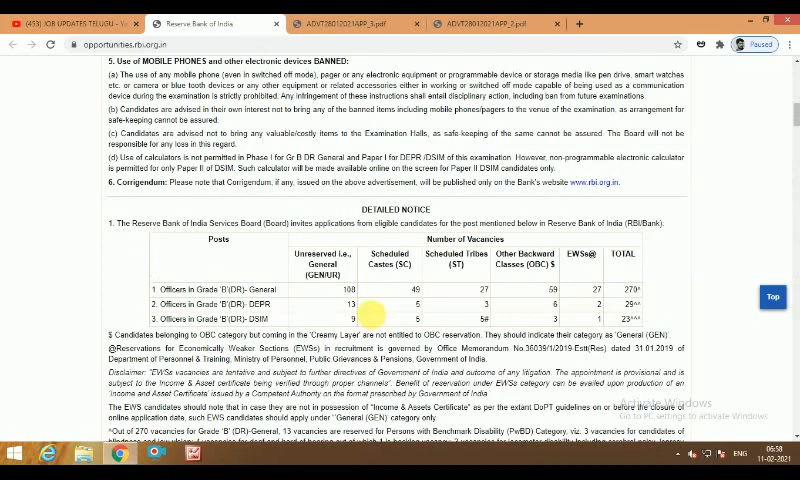 (453) JOB UPDATES TELUGU - Yo
Reserve Bank of India
ADVT28012021APP_3.pdf
ADVT28012021APP_2.pdf
opportunities.rbi.org.in
Paused
5. Use of MOBILE PHONES and other electronic devices BANNED:
(a) The use of any mobile phone (even in switched off mode), pager or any electronic equipment or programmable device or storage media like pen drive, smart watches
etc. or camera or blue tooth devices or any other equipment or related accessories either in working or switched off mode capable of being used as a communication
device during the examination is strictly prohibited. Any infringement of these instructions shall entail disciplinary action, including ban from future examinations.
(b) Candidates are advised in their own interest not to bring any of the banned items including mobile phones/pagers to the venue of the examination, as arrangement for
safe-keeping cannot be assured.
(c) Candidates are advised not to bring any valuable/costly items to the Examination Halls, as safe-keeping of the same cannot be assured. The Board will not be
responsible for any loss in this regard.
(d) Use of calculators is not permitted in Phase I for Gr B DR General and Paper I for DEPR /DSIM of this examination. However, non-programmable electronic calculator
is permitted for only Paper II of DSIM. Such calculator will be made available online on the screen for Paper II DSIM candidates only.
6. Corrigendum: Please note that Corrigendum, if any, issued on the above advertisement, will be published only on the Bank's website www.rbi.org.in.
DETAILED NOTICE
1. The Reserve Bank of India Services Board (Board) invites applications from eligible candidates for the post mentioned below in Reserve Bank of India (RBI/Bank):
Posts Number of Vacancies
Unreserved i.e., General (GEN/UR) Scheduled Castes (SC) Scheduled Tribes (ST) Other Backward Classes (OBC) $ EWSs@ TOTAL
1. Officers in Grade 'B'(DR)- General 108 49 27 59 27 270^
2. Officers in Grade 'B'(DR)- DEPR 13 5 3 6 2 29^^
3. Officers in Grade 'B'(DR)- DSIM 9 5 5# 3 1 23^^^
Top
$ Candidates belonging to OBC category but coming in the 'Creamy Layer' are not entitled to OBC reservation. They should indicate their category as 'General (GEN)'.
@Reservations for Economically Weaker Sections (EWSs) in recruitment is governed by Office Memorandum No.36039/1/2019-Estt(Res) dated 31.01.2019 of
Department of Personnel & Training, Ministry of Personnel, Public Grievances & Pensions, Government of India.
Disclaimer: "EWSs vacancies are tentative and subject to further directives of Government of India and outcome of any litigation. The appointment is provisional and is
subject to the Income & Asset certificate being verified through proper channels". Benefit of reservation under EWSs category can be availed upon production of an
'Income and Asset Certificate' issued by a Competent Authority on the format prescribed by Government of India
The EWS candidates should note that in case they are not in possession of "Income & Assets Certificate" as per the extant DoPT guidelines on or before the closure of
online application date, such EWS candidates should apply under "General (GEN) category only.
Activate Windows
Go to PC settings to activate Windows
^Out of 270 vacancies for Grade 'B'(DR)-General, 13 vacancies are reserved for Persons with Benchmark Disability (PwBD) Category, viz. 3 vacancies for candidates of
ENG
06:58
11-02-2021